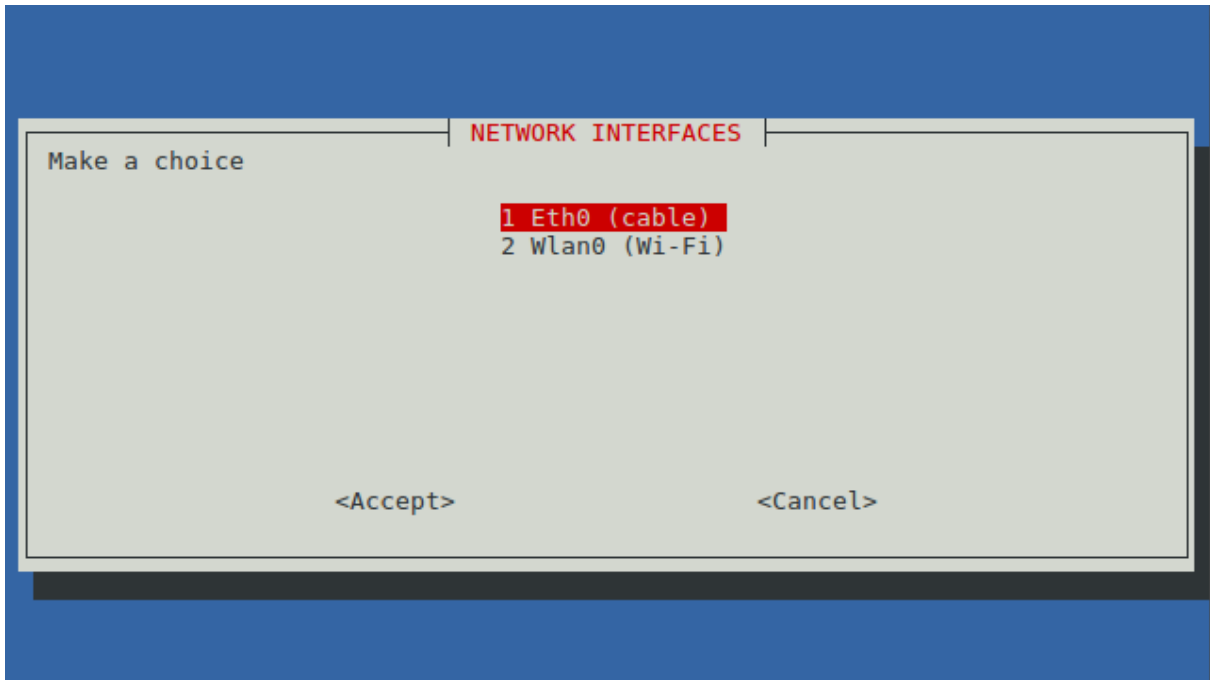 NETWORK INTERFACES
Make a choice
1 Eth0 (cable)
2 Wlan0 (Wi-Fi)
<Accept> <Cancel>